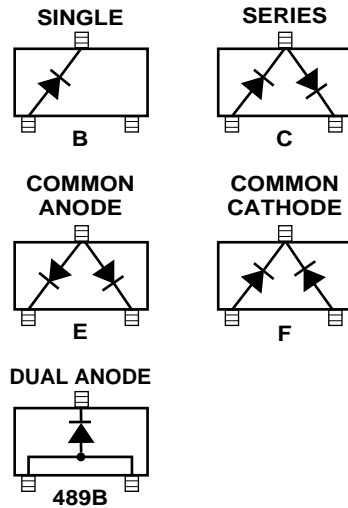 SINGLE
B
SERIES
C
COMMON
ANODE
E
COMMON
CATHODE
F
DUAL ANODE
489B